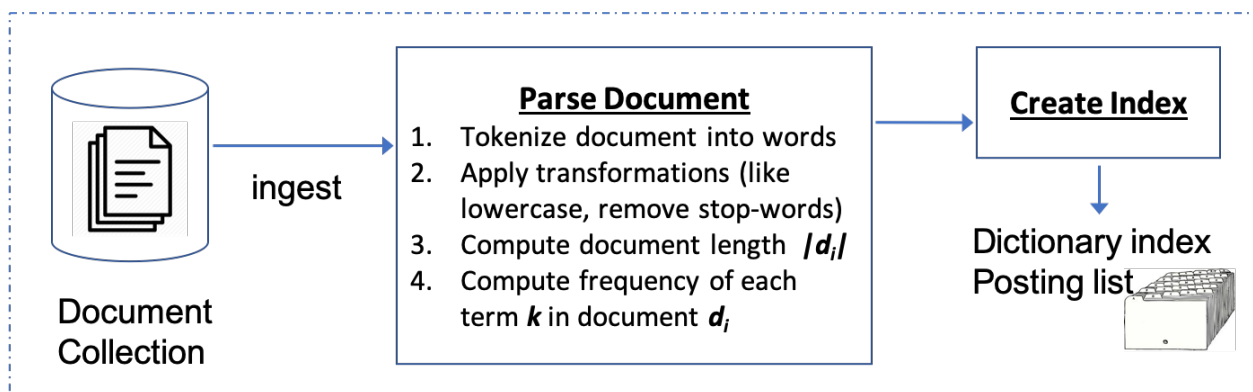 Document
Collection
ingest
Parse Document
1. Tokenize document into words
2. Apply transformations (like
lowercase, remove stop-words)
3. Compute document length |dᵢ|
4. Compute frequency of each
term k in document dᵢ
Create Index
Dictionary index
Posting list